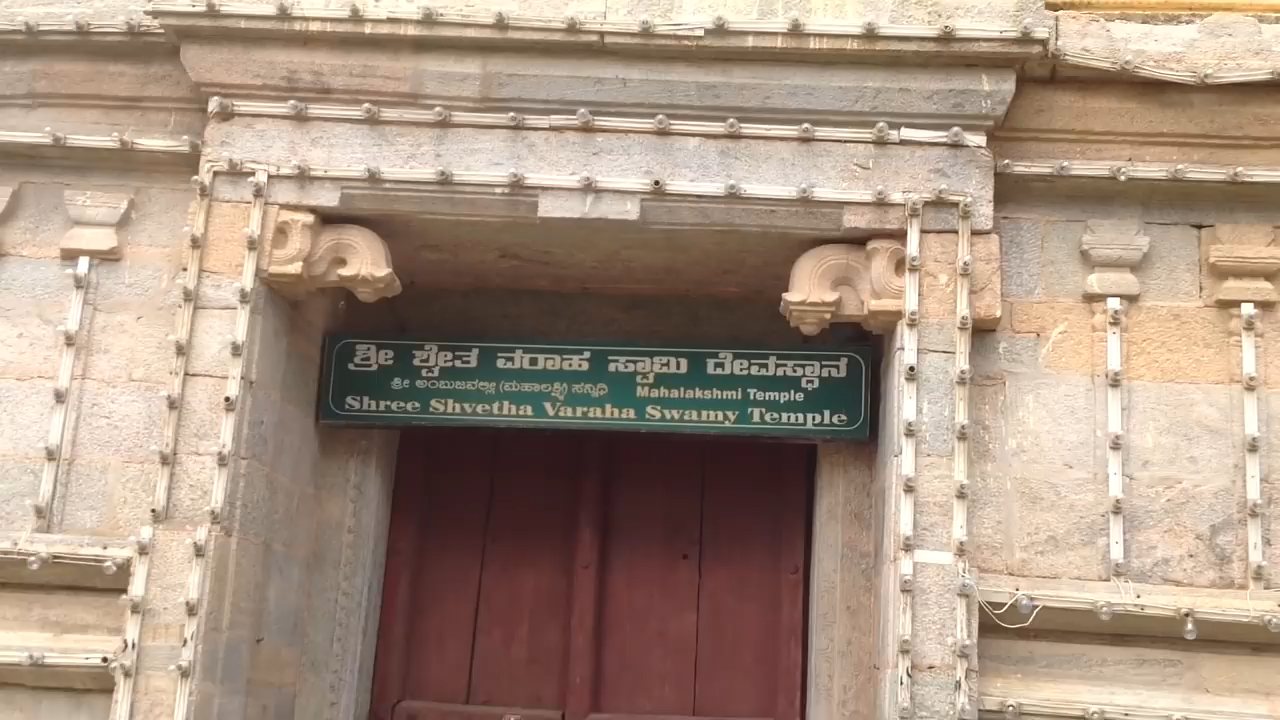 ಶ್ರೀ ಶ್ವೇತ ವರಾಹ ಸ್ವಾಮಿ ದೇವಸ್ಥಾನ
ಶ್ರೀ ಅಂಬುಜವಲ್ಲೀ (ಮಹಾಲಕ್ಷ್ಮಿ) ಸನ್ನಿಧಿ Mahalakshmi Temple
Shree Shvetha Varaha Swamy Temple